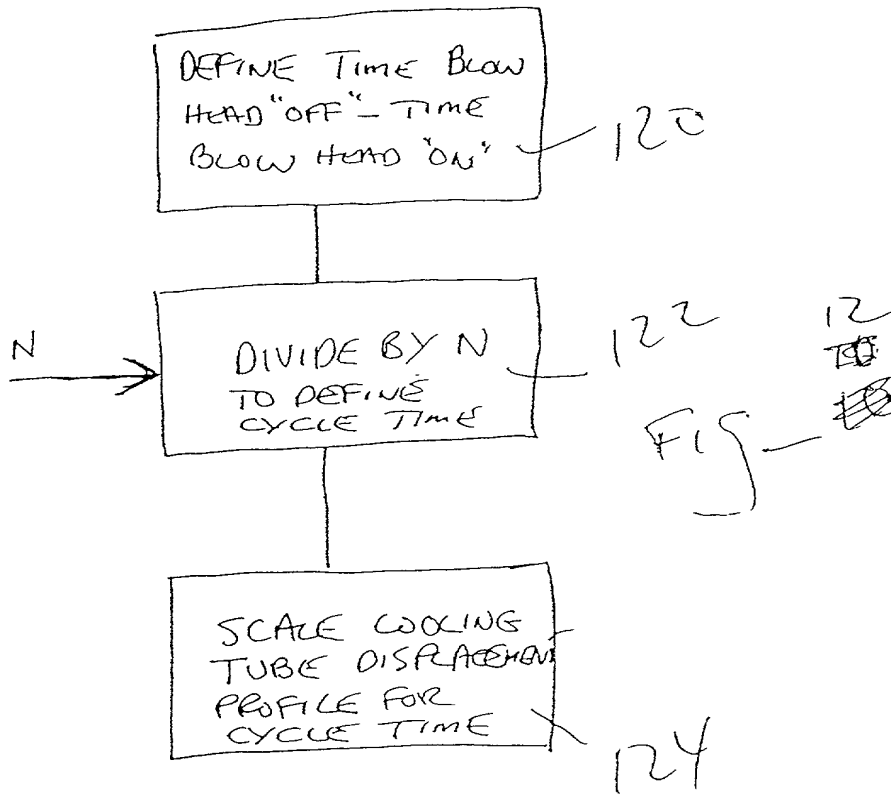 DEFINE TIME BLOW
HEAD "OFF" - TIME
BLOW HEAD "ON"
120
N
DIVIDE BY N
TO DEFINE
CYCLE TIME
122
12
Fig_
SCALE COOLING
TUBE DISPLACEMENT
PROFILE FOR
CYCLE TIME
124